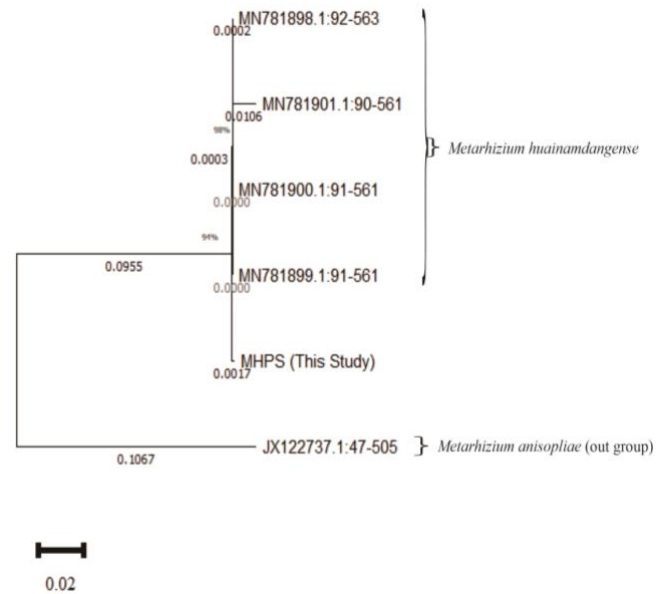 MN781898.1:92-563
0.0002
MN781901.1:90-561
0.0106
98%
0.0003
Metarhizium huainamdangense
MN781900.1:91-561
0.0000
94%
0.0955
MN781899.1:91-561
0.0000
MHPS (This Study)
0.0017
JX122737.1:47-505
Metarhizium anisopliae (out group)
0.1067
0.02